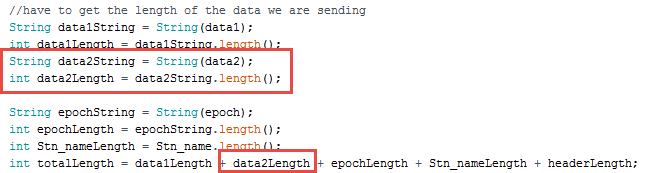 //have to get the length of the data we are sending
String data1String = String(data1);
int data1Length = data1String.length();
String data2String = String(data2);
int data2Length = data2String.length();
String epochString = String(epoch);
int epochLength = epochString.length();
int Stn_nameLength = Stn_name.length();
int totalLength = data1Length + data2Length + epochLength + Stn_nameLength + headerLength;